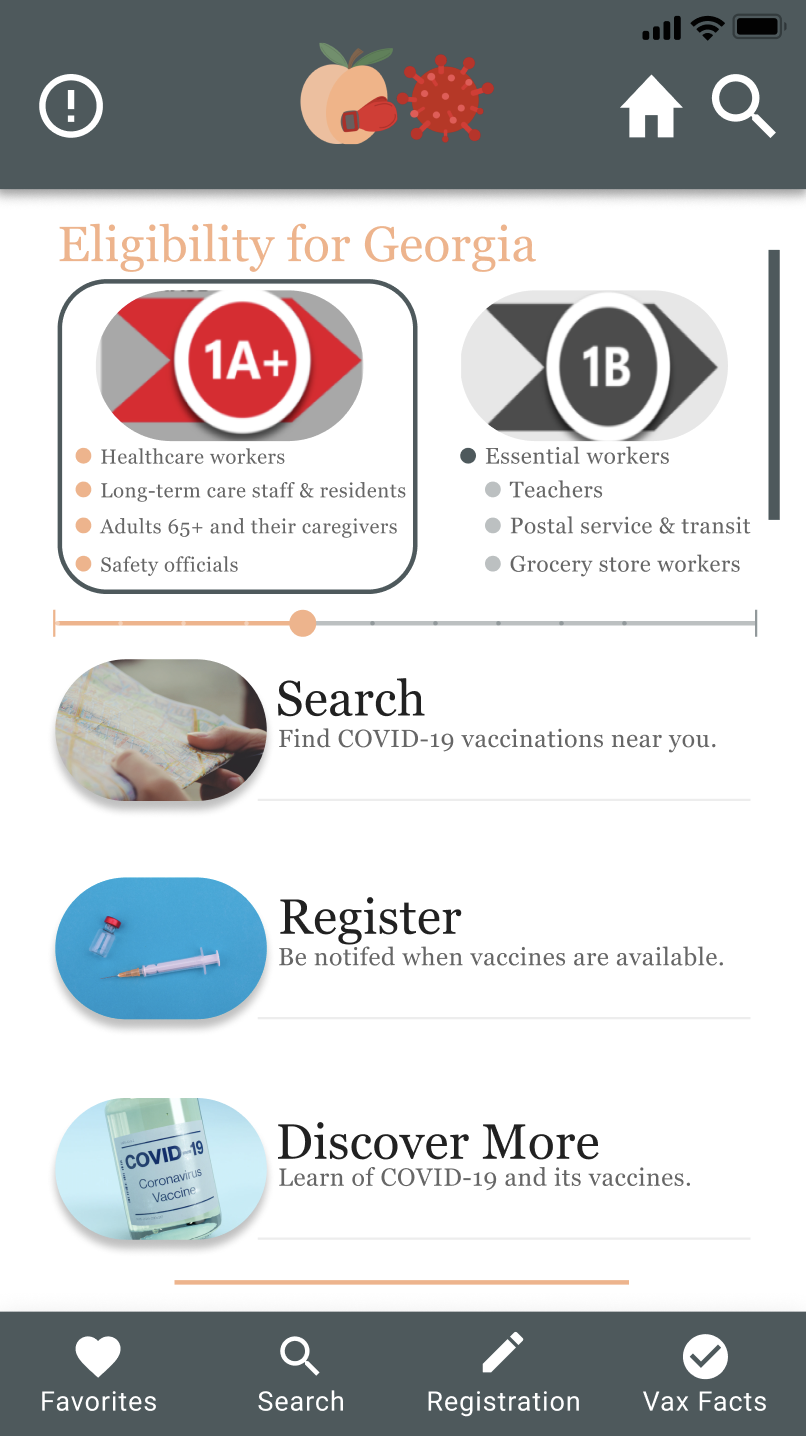 Eligibility for Georgia
1A+
1B
Healthcare workers
Long-term care staff & residents
Adults 65+ and their caregivers
Safety officials
Essential workers
Teachers
Postal service & transit
Grocery store workers
Search
Find COVID-19 vaccinations near you.
Register
Be notifed when vaccines are available.
COVID-19
Coronavirus
Vaccine
Discover More
Learn of COVID-19 and its vaccines.
Favorites
Search
Registration
Vax Facts